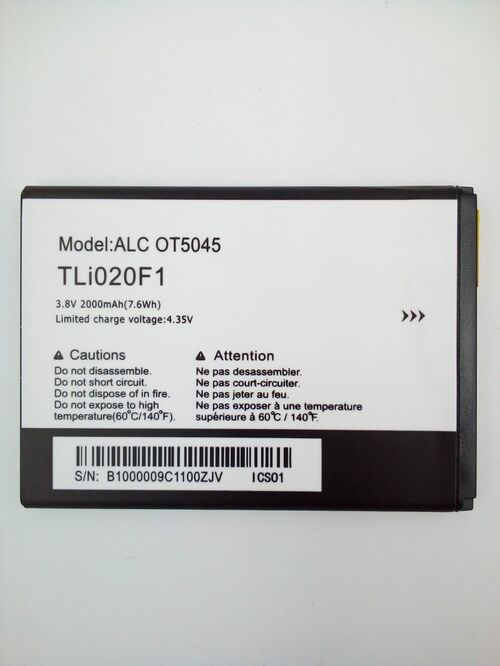 Model:ALC OT5045
TLi020F1
3.8V 2000mAh(7.6Wh)
Limited charge voltage:4.35V
Cautions
Do not disassemble.
Do not short circuit.
Do not dispose of in fire.
Do not expose to high
temperature(60°C/140°F).
Attention
Ne pas desassembler.
Ne pas court-circuiter.
Ne pas jeter au feu.
Ne pas exposer à une temperature
supérieure à 60°C / 140°F.
S/N: B1000009C1100ZJV ICS01